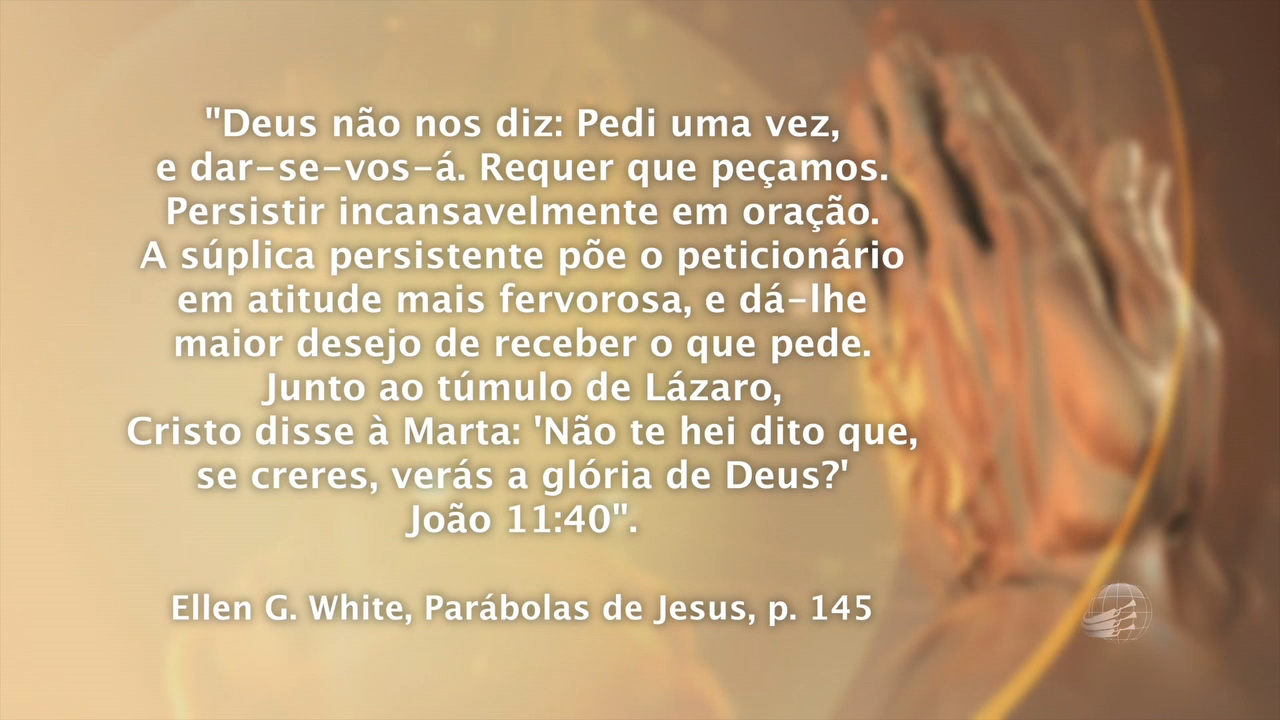 "Deus não nos diz: Pedi uma vez,
e dar-se-vos-á. Requer que peçamos.
Persistir incansavelmente em oração.
A súplica persistente põe o peticionário
em atitude mais fervorosa, e dá-lhe
maior desejo de receber o que pede.
Junto ao túmulo de Lázaro,
Cristo disse à Marta: 'Não te hei dito que,
se creres, verás a glória de Deus?'
João 11:40".
Ellen G. White, Parábolas de Jesus, p. 145